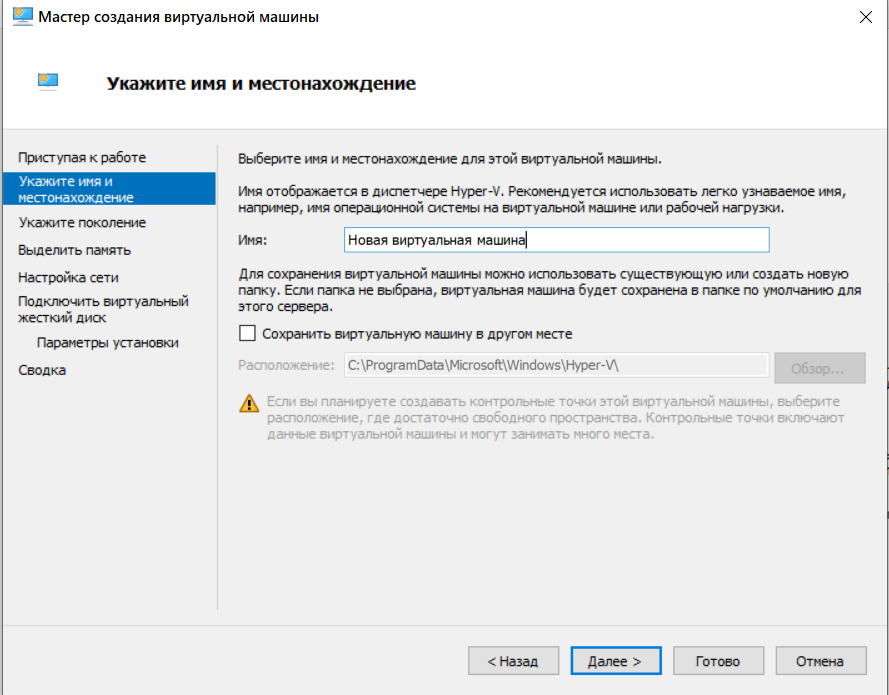 Мастер создания виртуальной машины
Укажите имя и местонахождение
Приступая к работе
Укажите имя и
местонахождение
Укажите поколение
Выделить память
Настройка сети
Подключить виртуальный
жесткий диск
Параметры установки
Сводка
Выберите имя и местонахождение для этой виртуальной машины.
Имя отображается в диспетчере Hyper-V. Рекомендуется использовать легко узнаваемое имя,
например, имя операционной системы на виртуальной машине или рабочей нагрузки.
Имя: Новая виртуальная машина
Для сохранения виртуальной машины можно использовать существующую или создать новую
папку. Если папка не выбрана, виртуальная машина будет сохранена в папке по умолчанию для
этого сервера.
Сохранить виртуальную машину в другом месте
Расположение: C:\ProgramData\Microsoft\Windows\Hyper-V\ Обзор...
Если вы планируете создавать контрольные точки этой виртуальной машины, выберите
расположение, где достаточно свободного пространства. Контрольные точки включают
данные виртуальной машины и могут занимать много места.
< Назад Далее > Готово Отмена